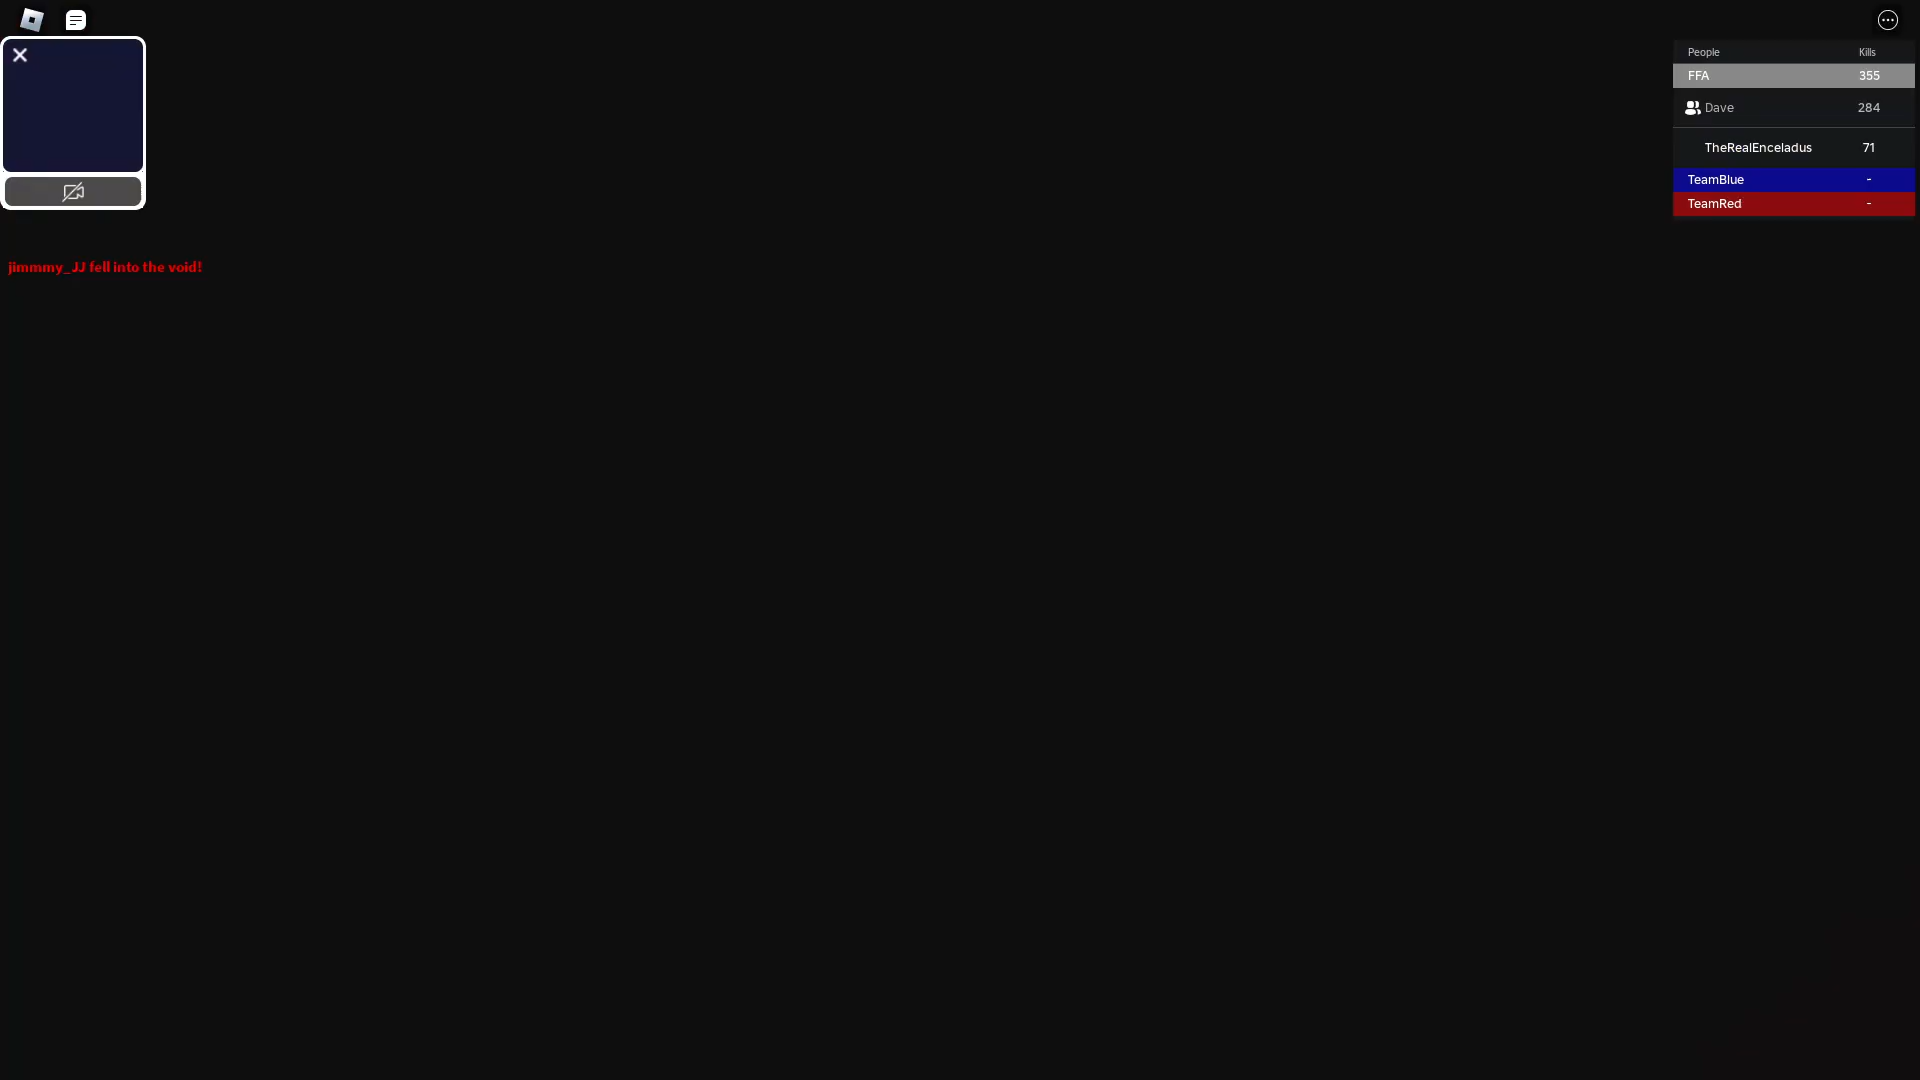 People Kills
FFA 355
Dave 284
TheRealEnceladus 71
TeamBlue -
TeamRed -
jimmmy_JJ fell into the void!